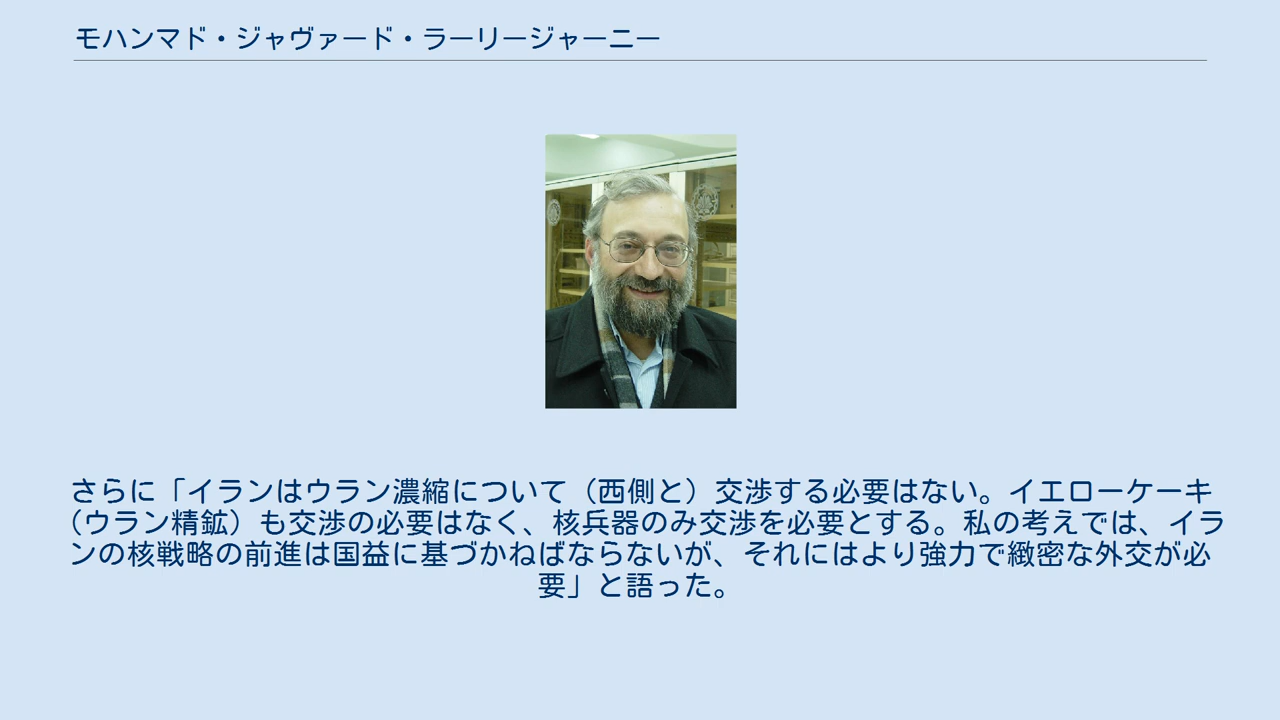 モハンマド・ジャヴァード・ラーリージャーニー
さらに「イランはウラン濃縮について（西側と）交渉する必要はない。イエローケーキ
(ウラン精鉱）も交渉の必要はなく、核兵器のみ交渉を必要とする。私の考えでは、イラ
ンの核戦略の前進は国益に基づかねばならないが、それにはより強力で緻密な外交が必
要」と語った。